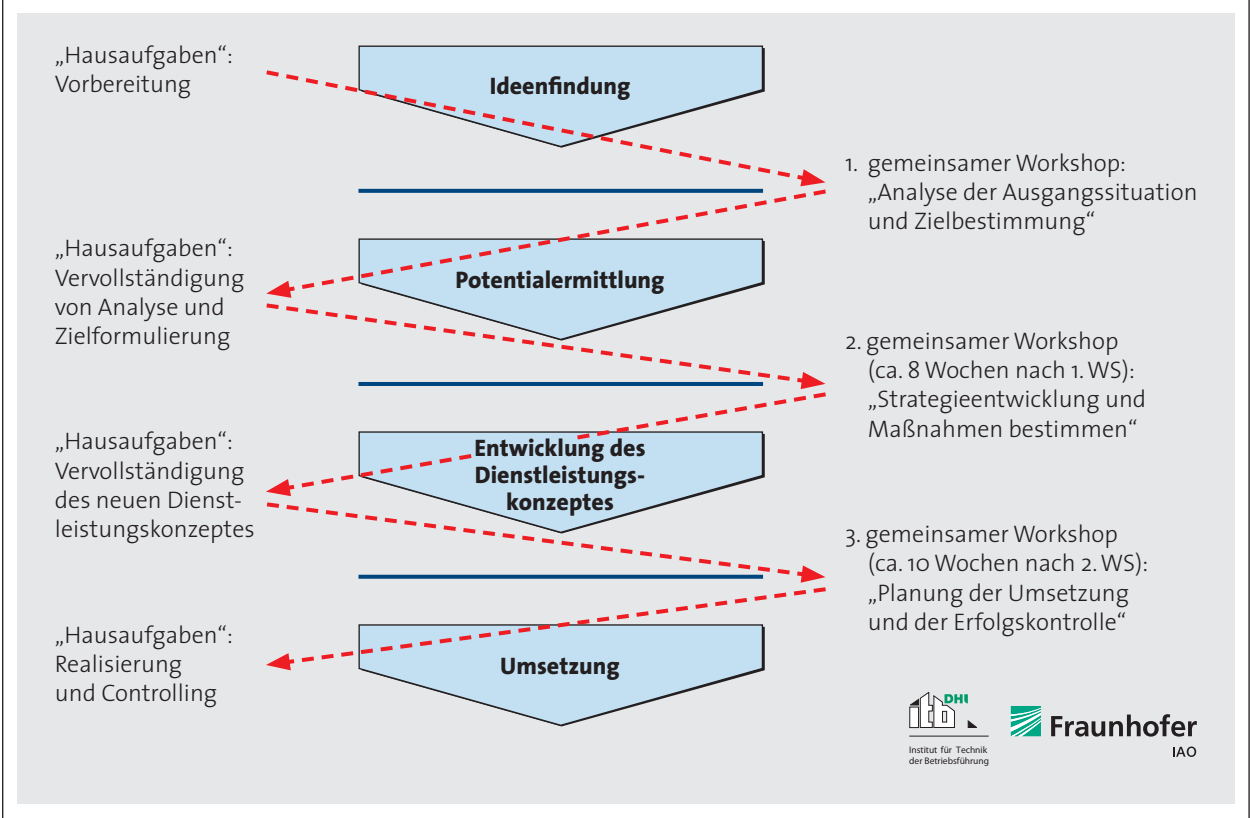 „Hausaufgaben“:
Vorbereitung
Ideenfindung
1. gemeinsamer Workshop:
„Analyse der Ausgangssituation
und Zielbestimmung“
„Hausaufgaben“:
Vervollständigung
von Analyse und
Zielformulierung
Potentialermittlung
2. gemeinsamer Workshop
(ca. 8 Wochen nach 1. WS):
„Strategieentwicklung und
Maßnahmen bestimmen“
„Hausaufgaben“:
Vervollständigung
des neuen Dienst-
leistungskonzeptes
Entwicklung des
Dienstleistungs-
konzeptes
3. gemeinsamer Workshop
(ca. 10 Wochen nach 2. WS):
„Planung der Umsetzung
und der Erfolgskontrolle“
„Hausaufgaben“:
Realisierung
und Controlling
Umsetzung
itb DHI
Institut für Technik
der Betriebsführung
Fraunhofer
IAO